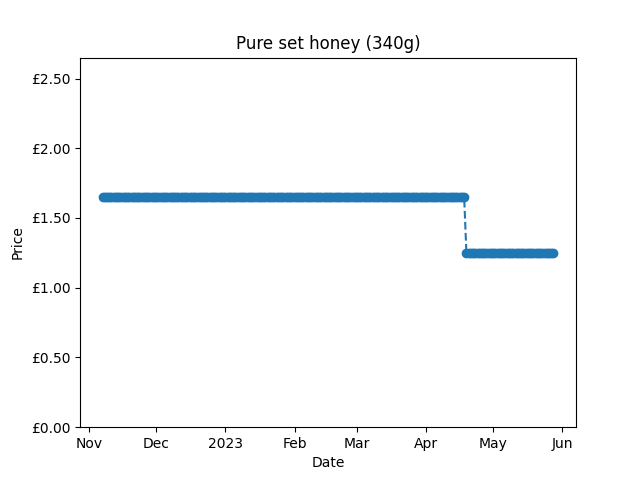 Pure set honey (340g)
£2.50
£2.00
£1.50
£1.00
£0.50
£0.00
Price
Nov Dec 2023 Feb Mar Apr May Jun
Date